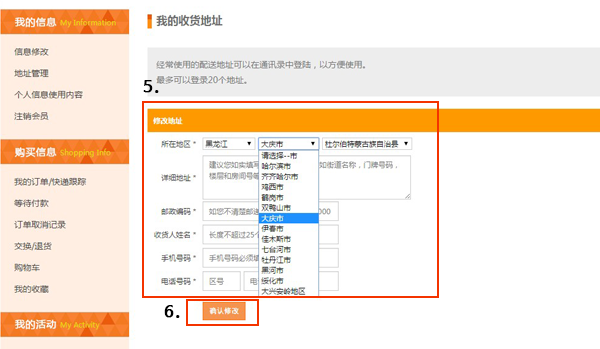 我的信息 My Information
信息修改
地址管理
个人信息使用内容
注销会员
购买信息 Shopping Info
我的订单/快递跟踪
等待付款
订单取消记录
交换/退货
购物车
我的收藏
我的活动 My Activity
我的收货地址
经常使用的配送地址可以在通讯录中登陆，以方便使用。
最多可以登录20个地址。
5.
修改地址
所在地区 * 黑龙江 大庆市 杜尔伯特蒙古族自治县
请选择--市
哈尔滨市
齐齐哈尔市
鸡西市
鹤岗市
双鸭山市
大庆市
伊春市
佳木斯市
七台河市
牡丹江市
黑河市
绥化市
大兴安岭地区
详细地址 * 建议您如实填写 如街道名称，门牌号码，
楼层和房间号等
邮政编码 * 如您不清楚邮递 000
收货人姓名 * 长度不超过25个
手机号码 * 手机号码必须填
电话号码 * 区号 电
6.
确认修改